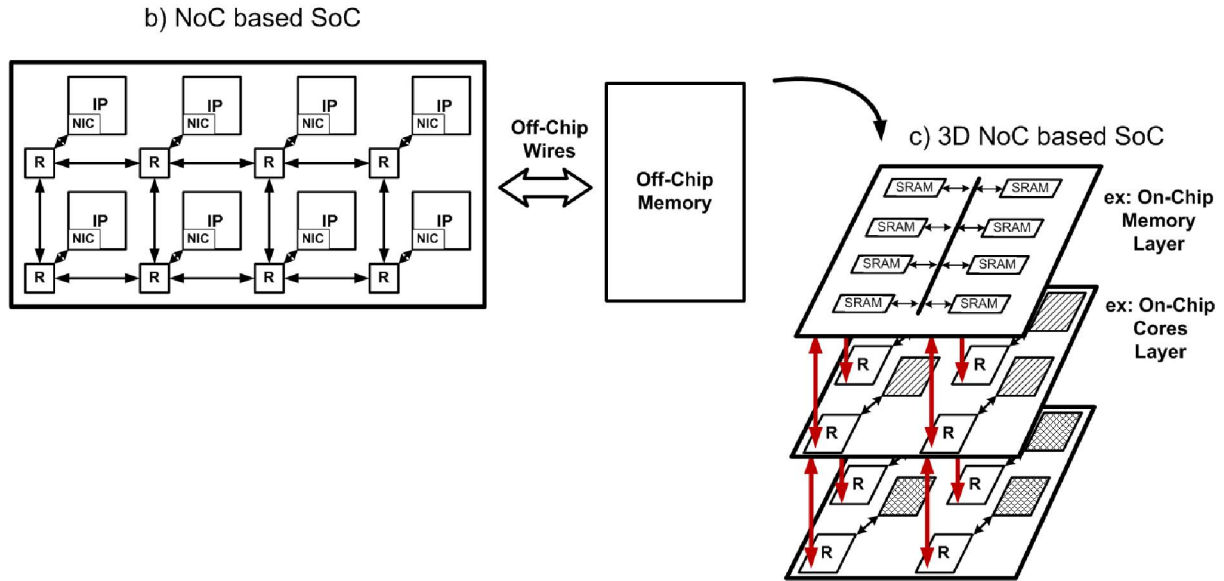 b) NoC based SoC
IP
NIC
IP
NIC
IP
NIC
IP
NIC
R
R
R
R
IP
NIC
IP
NIC
IP
NIC
IP
NIC
R
R
R
R
Off-Chip
Wires
Off-Chip
Memory
c) 3D NoC based SoC
SRAM
SRAM
SRAM
SRAM
SRAM
SRAM
SRAM
SRAM
ex: On-Chip
Memory
Layer
ex: On-Chip
Cores
Layer
R
R
R
R
R
R
R
R